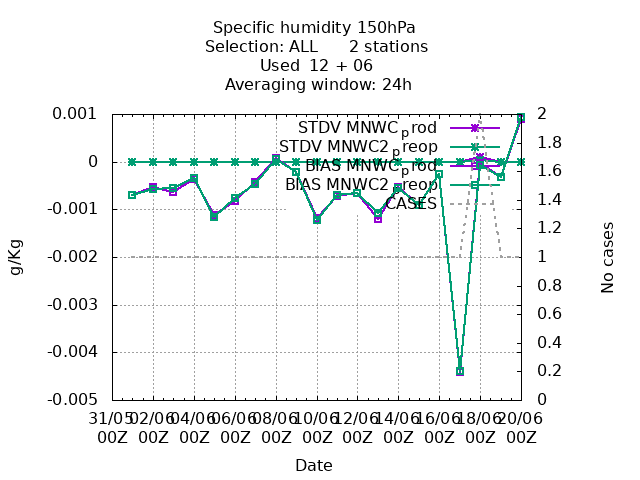 Specific humidity 150hPa
Selection: ALL 2 stations
Used 12 + 06
Averaging window: 24h
0.001
0
-0.001
-0.002
-0.003
-0.004
-0.005
g/Kg
STDV MNWC_prod
STDV MNWC2_preop
BIAS MNWC_prod
BIAS MNWC2_preop
CASES
2
1.8
1.6
1.4
1.2
1
0.8
0.6
0.4
0.2
0
No cases
31/05 02/06 04/06 06/06 08/06 10/06 12/06 14/06 16/06 18/06 20/06
00Z 00Z 00Z 00Z 00Z 00Z 00Z 00Z 00Z 00Z 00Z
Date